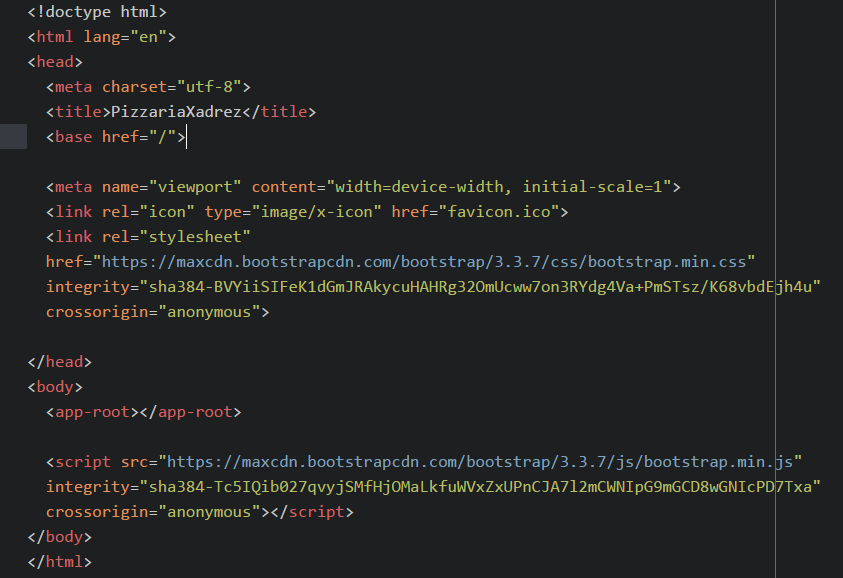 <!doctype html>
<html lang="en">
<head>
  <meta charset="utf-8">
  <title>PizzariaXadrez</title>
  <base href="/">

  <meta name="viewport" content="width=device-width, initial-scale=1">
  <link rel="icon" type="image/x-icon" href="favicon.ico">
  <link rel="stylesheet"
  href="https://maxcdn.bootstrapcdn.com/bootstrap/3.3.7/css/bootstrap.min.css"
  integrity="sha384-BVYiiSIFeK1dGmJRAkycuHAHRg32OmUcww7on3RYdg4Va+PmSTsz/K68vbdEjh4u"
  crossorigin="anonymous">

</head>
<body>
  <app-root></app-root>

  <script src="https://maxcdn.bootstrapcdn.com/bootstrap/3.3.7/js/bootstrap.min.js"
  integrity="sha384-Tc5IQib027qvyjSMfHjOMaLkfuWVxZxUPnCJA7l2mCWNIpG9mGCD8wGNIcPD7Txa"
  crossorigin="anonymous"></script>
</body>
</html>